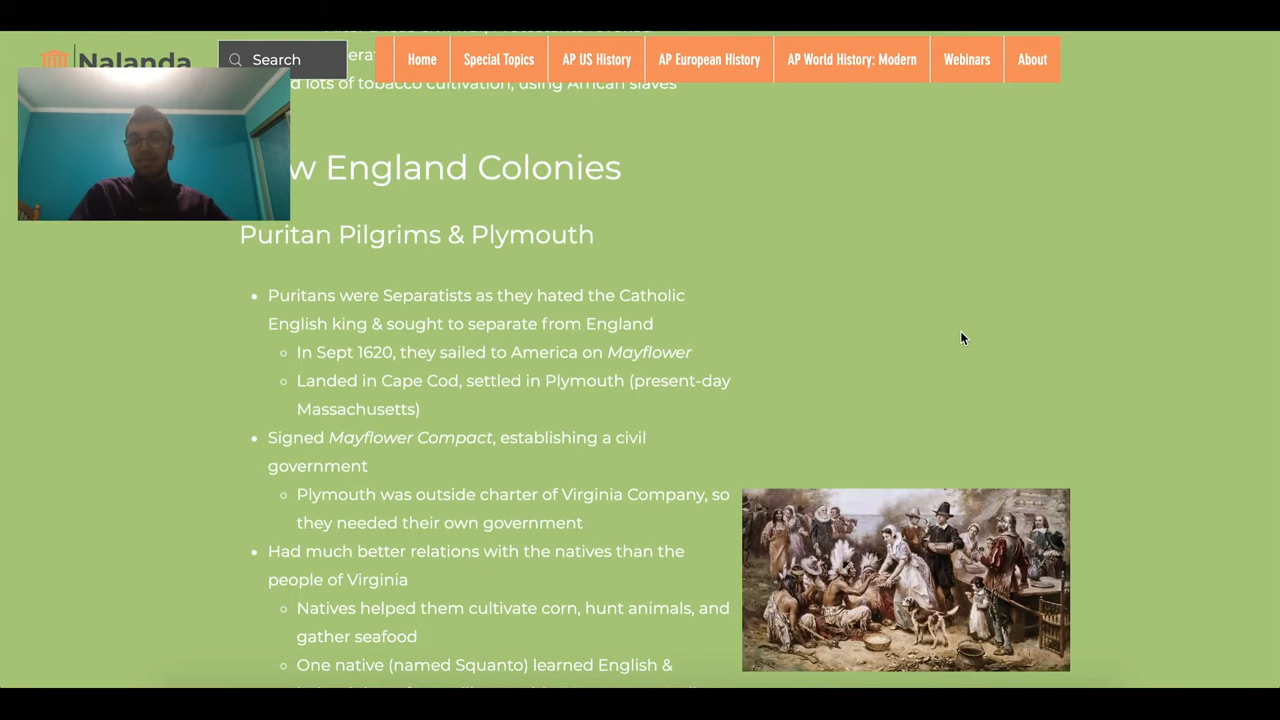 Nalanda
Search
Home
Special Topics
AP US History
AP European History
AP World History: Modern
Webinars
About
lots of tobacco cultivation, using African slaves
England Colonies
Puritan Pilgrims & Plymouth
• Puritans were Separatists as they hated the Catholic
English king & sought to separate from England
○ In Sept 1620, they sailed to America on Mayflower
○ Landed in Cape Cod, settled in Plymouth (present-day
Massachusetts)
• Signed Mayflower Compact, establishing a civil
government
○ Plymouth was outside charter of Virginia Company, so
they needed their own government
• Had much better relations with the natives than the
people of Virginia
○ Natives helped them cultivate corn, hunt animals, and
gather seafood
○ One native (named Squanto) learned English &